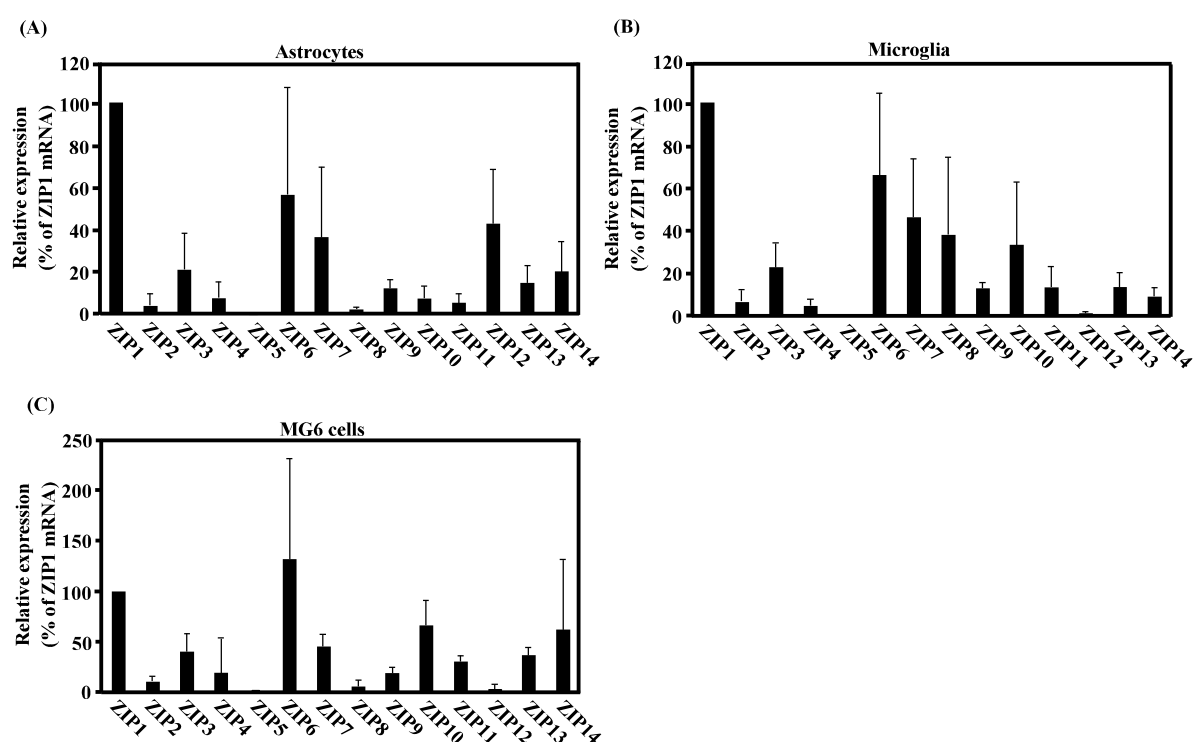 (A)
Astrocytes
Relative expression
(% of ZIP1 mRNA)
120
100
80
60
40
20
0
ZIP1
ZIP2
ZIP3
ZIP4
ZIP5
ZIP6
ZIP7
ZIP8
ZIP9
ZIP10
ZIP11
ZIP12
ZIP13
ZIP14
(B)
Microglia
Relative expression
(% of ZIP1 mRNA)
120
100
80
60
40
20
0
ZIP1
ZIP2
ZIP3
ZIP4
ZIP5
ZIP6
ZIP7
ZIP8
ZIP9
ZIP10
ZIP11
ZIP12
ZIP13
ZIP14
(C)
MG6 cells
Relative expression
(% of ZIP1 mRNA)
250
200
150
100
50
0
ZIP1
ZIP2
ZIP3
ZIP4
ZIP5
ZIP6
ZIP7
ZIP8
ZIP9
ZIP10
ZIP11
ZIP12
ZIP13
ZIP14